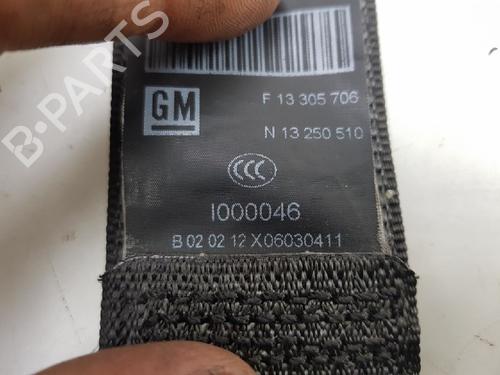 B-PARTS
GM
F 13 305 706
N 13 250 510
CCC
I000046
B 02 02 12 X06030411